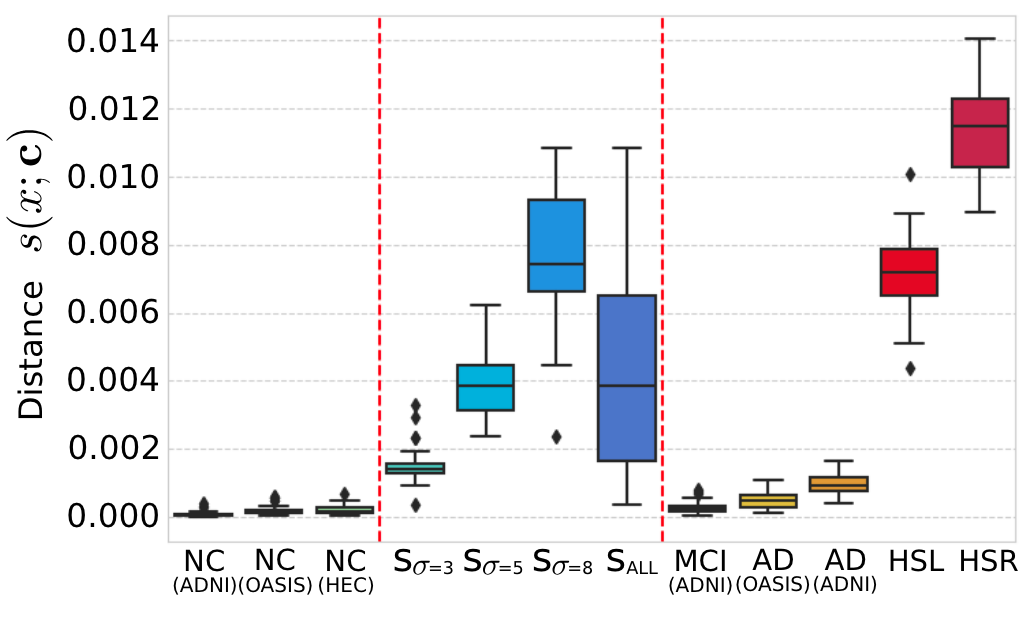 Distance s(x; c)
0.014
0.012
0.010
0.008
0.006
0.004
0.002
0.000
NC NC NC Sσ=3 Sσ=5 Sσ=8 SALL MCI AD AD HSL HSR
(ADNI) (OASIS) (HEC) (ADNI) (OASIS) (ADNI)